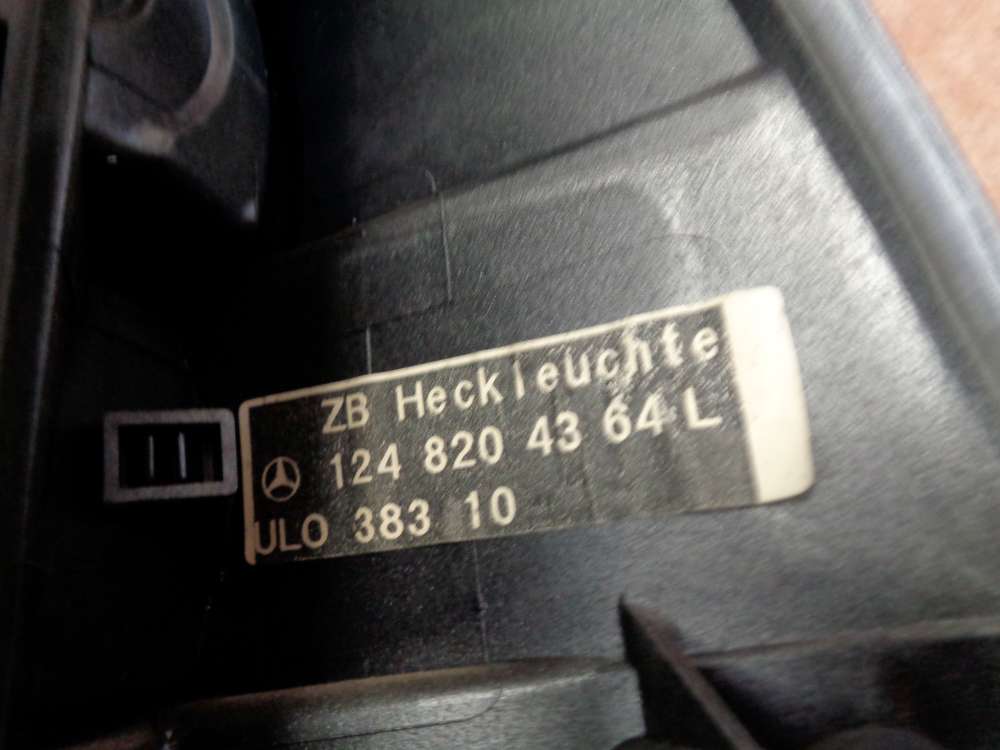 ZB Heckleuchte
124 820 43 64 L
ULO 383 10